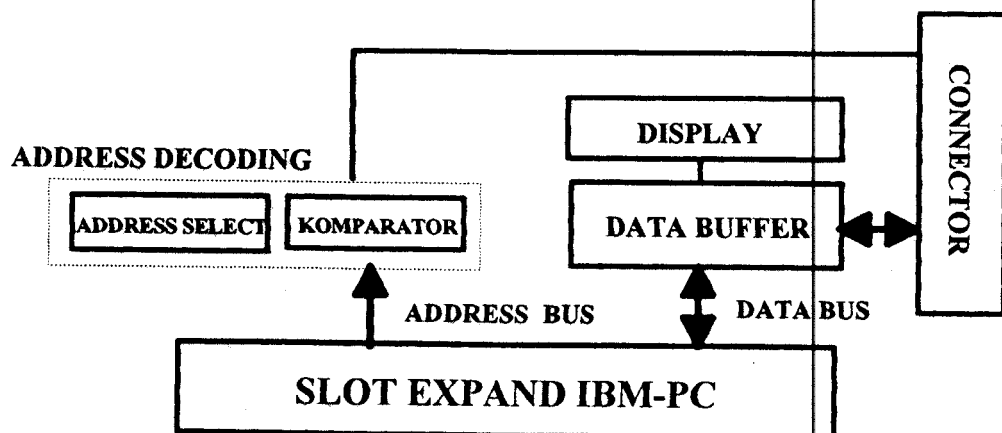 CONNECTOR
DISPLAY
ADDRESS DECODING
ADDRESS SELECT
KOMPARATOR
DATA BUFFER
ADDRESS BUS
DATA BUS
SLOT EXPAND IBM-PC